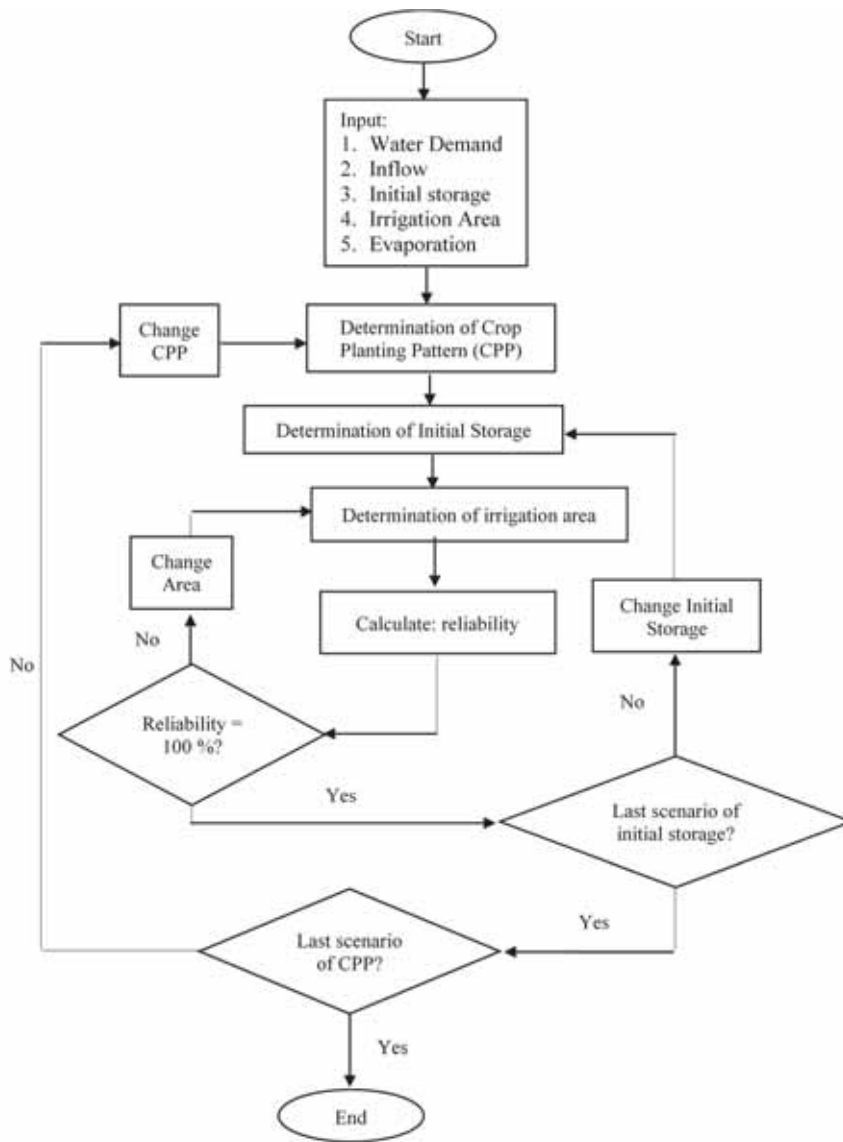 Start
Input:
1. Water Demand
2. Inflow
3. Initial storage
4. Irrigation Area
5. Evaporation
Change
CPP
Determination of Crop
Planting Pattern (CPP)
Determination of Initial Storage
Determination of irrigation area
Change
Area
Calculate: reliability
Change Initial
Storage
No
No
No
Reliability =
100 %?
Yes
Last scenario of
initial storage?
Yes
Last scenario
of CPP?
Yes
End